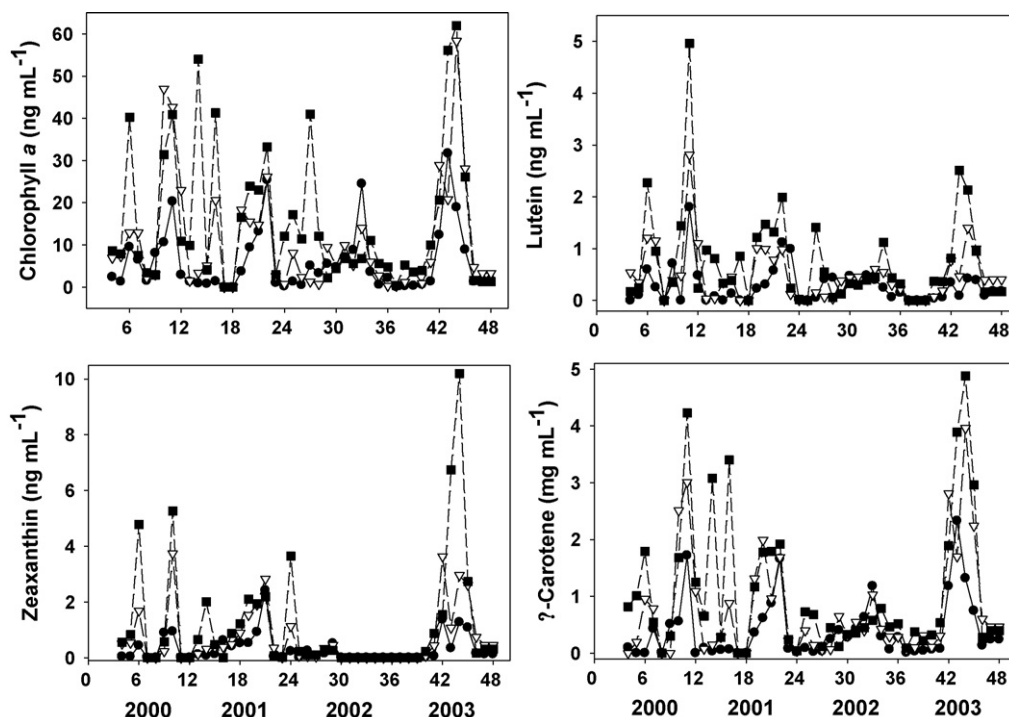 Chlorophyll a (ng mL-1)
60
50
40
30
20
10
0
6 12 18 24 30 36 42 48
Lutein (ng mL-1)
5
4
3
2
1
0
0 6 12 18 24 30 36 42 48
Zeaxanthin (ng mL-1)
10
8
6
4
2
0
0 6 12 18 24 30 36 42 48
2000 2001 2002 2003
?-Carotene (mg mL-1)
5
4
3
2
1
0
0 6 12 18 24 30 36 42 48
2000 2001 2002 2003